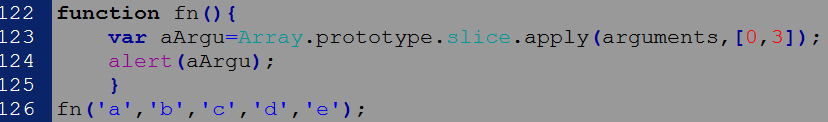 122 function fn(){
123     var aArgu=Array.prototype.slice.apply(arguments,[0,3]);
124     alert(aArgu);
125     }
126 fn('a','b','c','d','e');